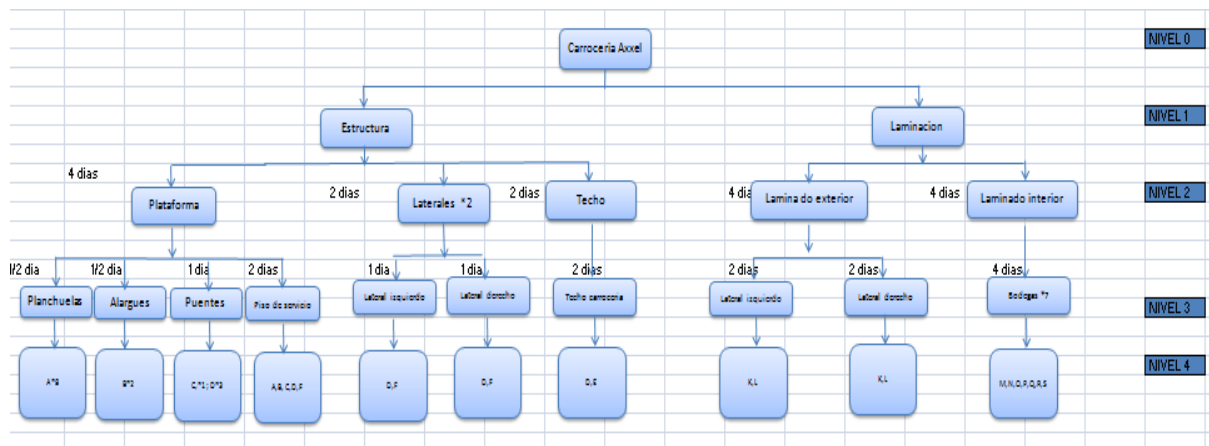 Carroceria Axxel
NIVEL 0
Estructura
Laminacion
NIVEL 1
4 dias
2 dias
2 dias
4 dias
4 dias
Plataforma
Laterales *2
Techo
Lamina do exterior
Laminado interior
NIVEL 2
1/2 dia
1/2 dia
1 dia
2 dias
1 dia
1 dia
2 dias
2 dias
2 dias
4 dias
Planchuelas
Alargues
Puentes
Piso de servicio
Lateral izquierdo
Lateral derecho
Techo carroceria
Lateral izquierdo
Lateral derecho
Bodegas *7
NIVEL 3
A*8
B*2
C,*1 ; D*3
A,B, C,D, F
D,F
D,F
D,E
K,L
K,L
M,N,O,P,Q,R,S
NIVEL 4